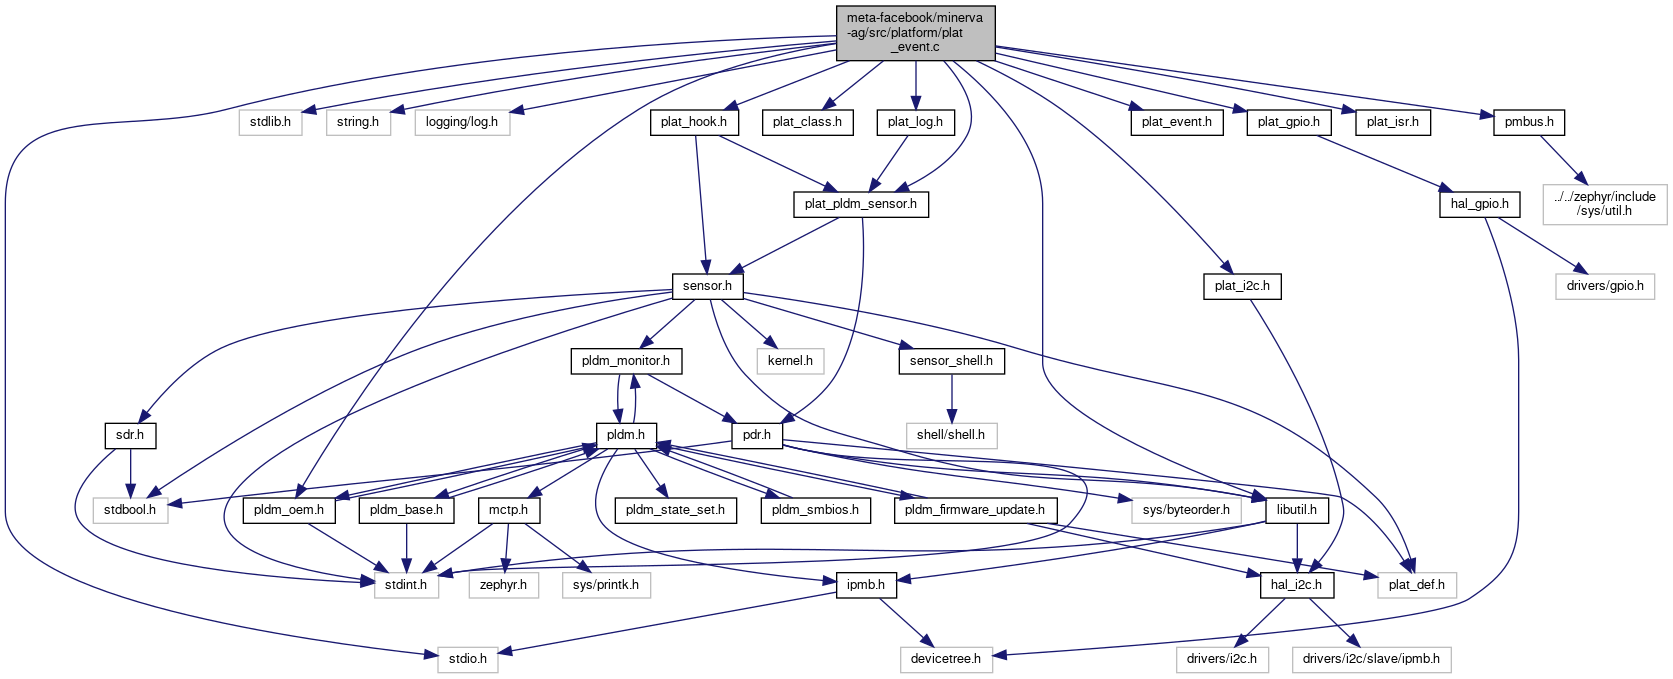 meta-facebook/minerva
-ag/src/platform/plat
_event.c
stdlib.h
string.h
logging/log.h
plat_hook.h
plat_class.h
plat_log.h
plat_event.h
plat_gpio.h
plat_isr.h
pmbus.h
plat_pldm_sensor.h
hal_gpio.h
../../zephyr/include
/sys/util.h
sensor.h
plat_i2c.h
drivers/gpio.h
pldm_monitor.h
kernel.h
sensor_shell.h
sdr.h
pldm.h
pdr.h
shell/shell.h
stdbool.h
pldm_oem.h
pldm_base.h
mctp.h
pldm_state_set.h
pldm_smbios.h
pldm_firmware_update.h
sys/byteorder.h
libutil.h
stdint.h
zephyr.h
sys/printk.h
ipmb.h
hal_i2c.h
plat_def.h
stdio.h
devicetree.h
drivers/i2c.h
drivers/i2c/slave/ipmb.h